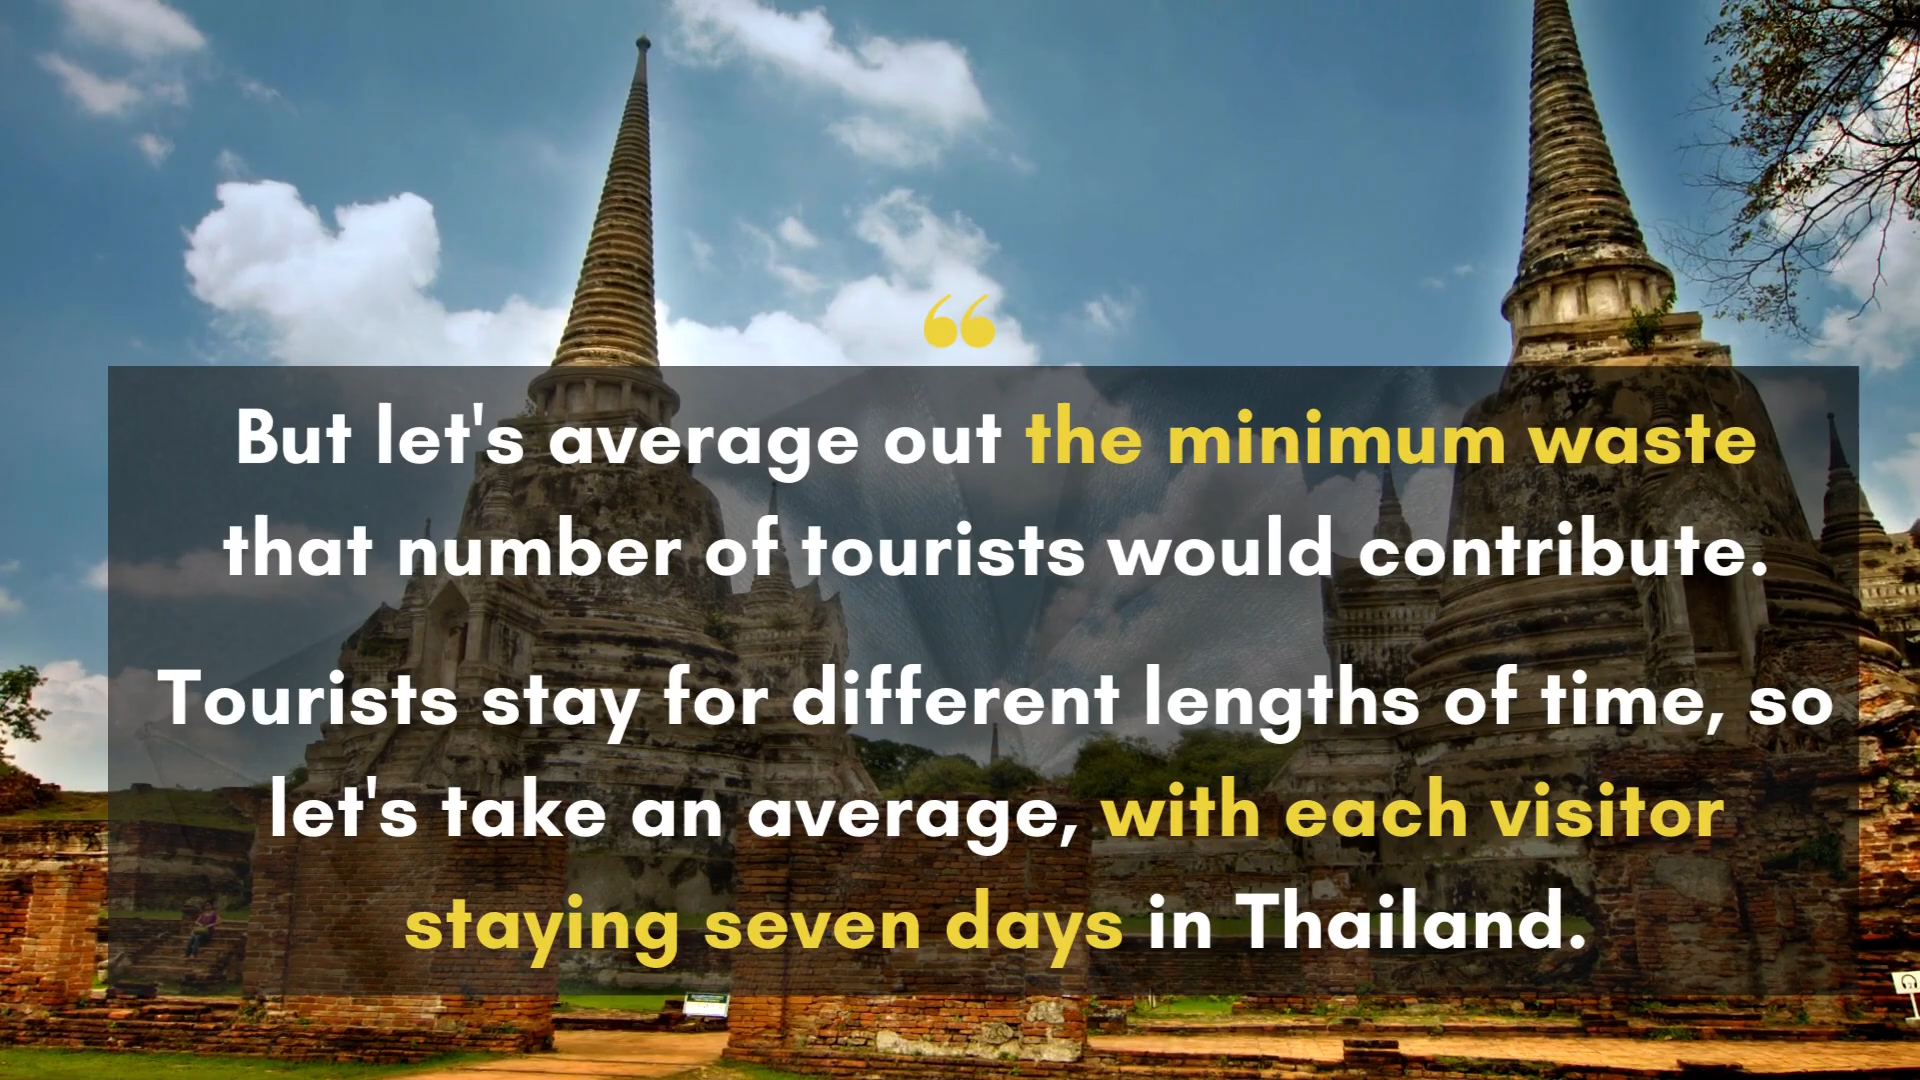 “
But let's average out the minimum waste
that number of tourists would contribute.
Tourists stay for different lengths of time, so
let's take an average, with each visitor
staying seven days in Thailand.